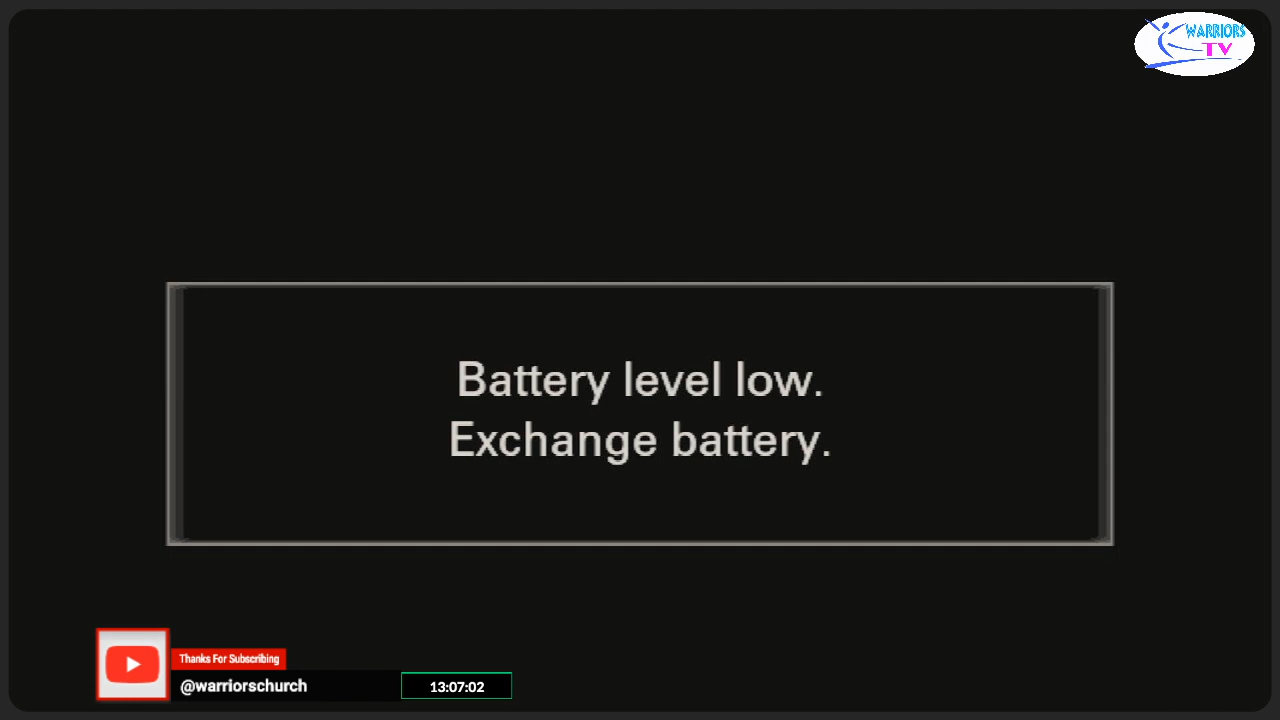 WARRIORS
TV
Battery level low.
Exchange battery.
Thanks For Subscribing
@warriorschurch
13:07:02